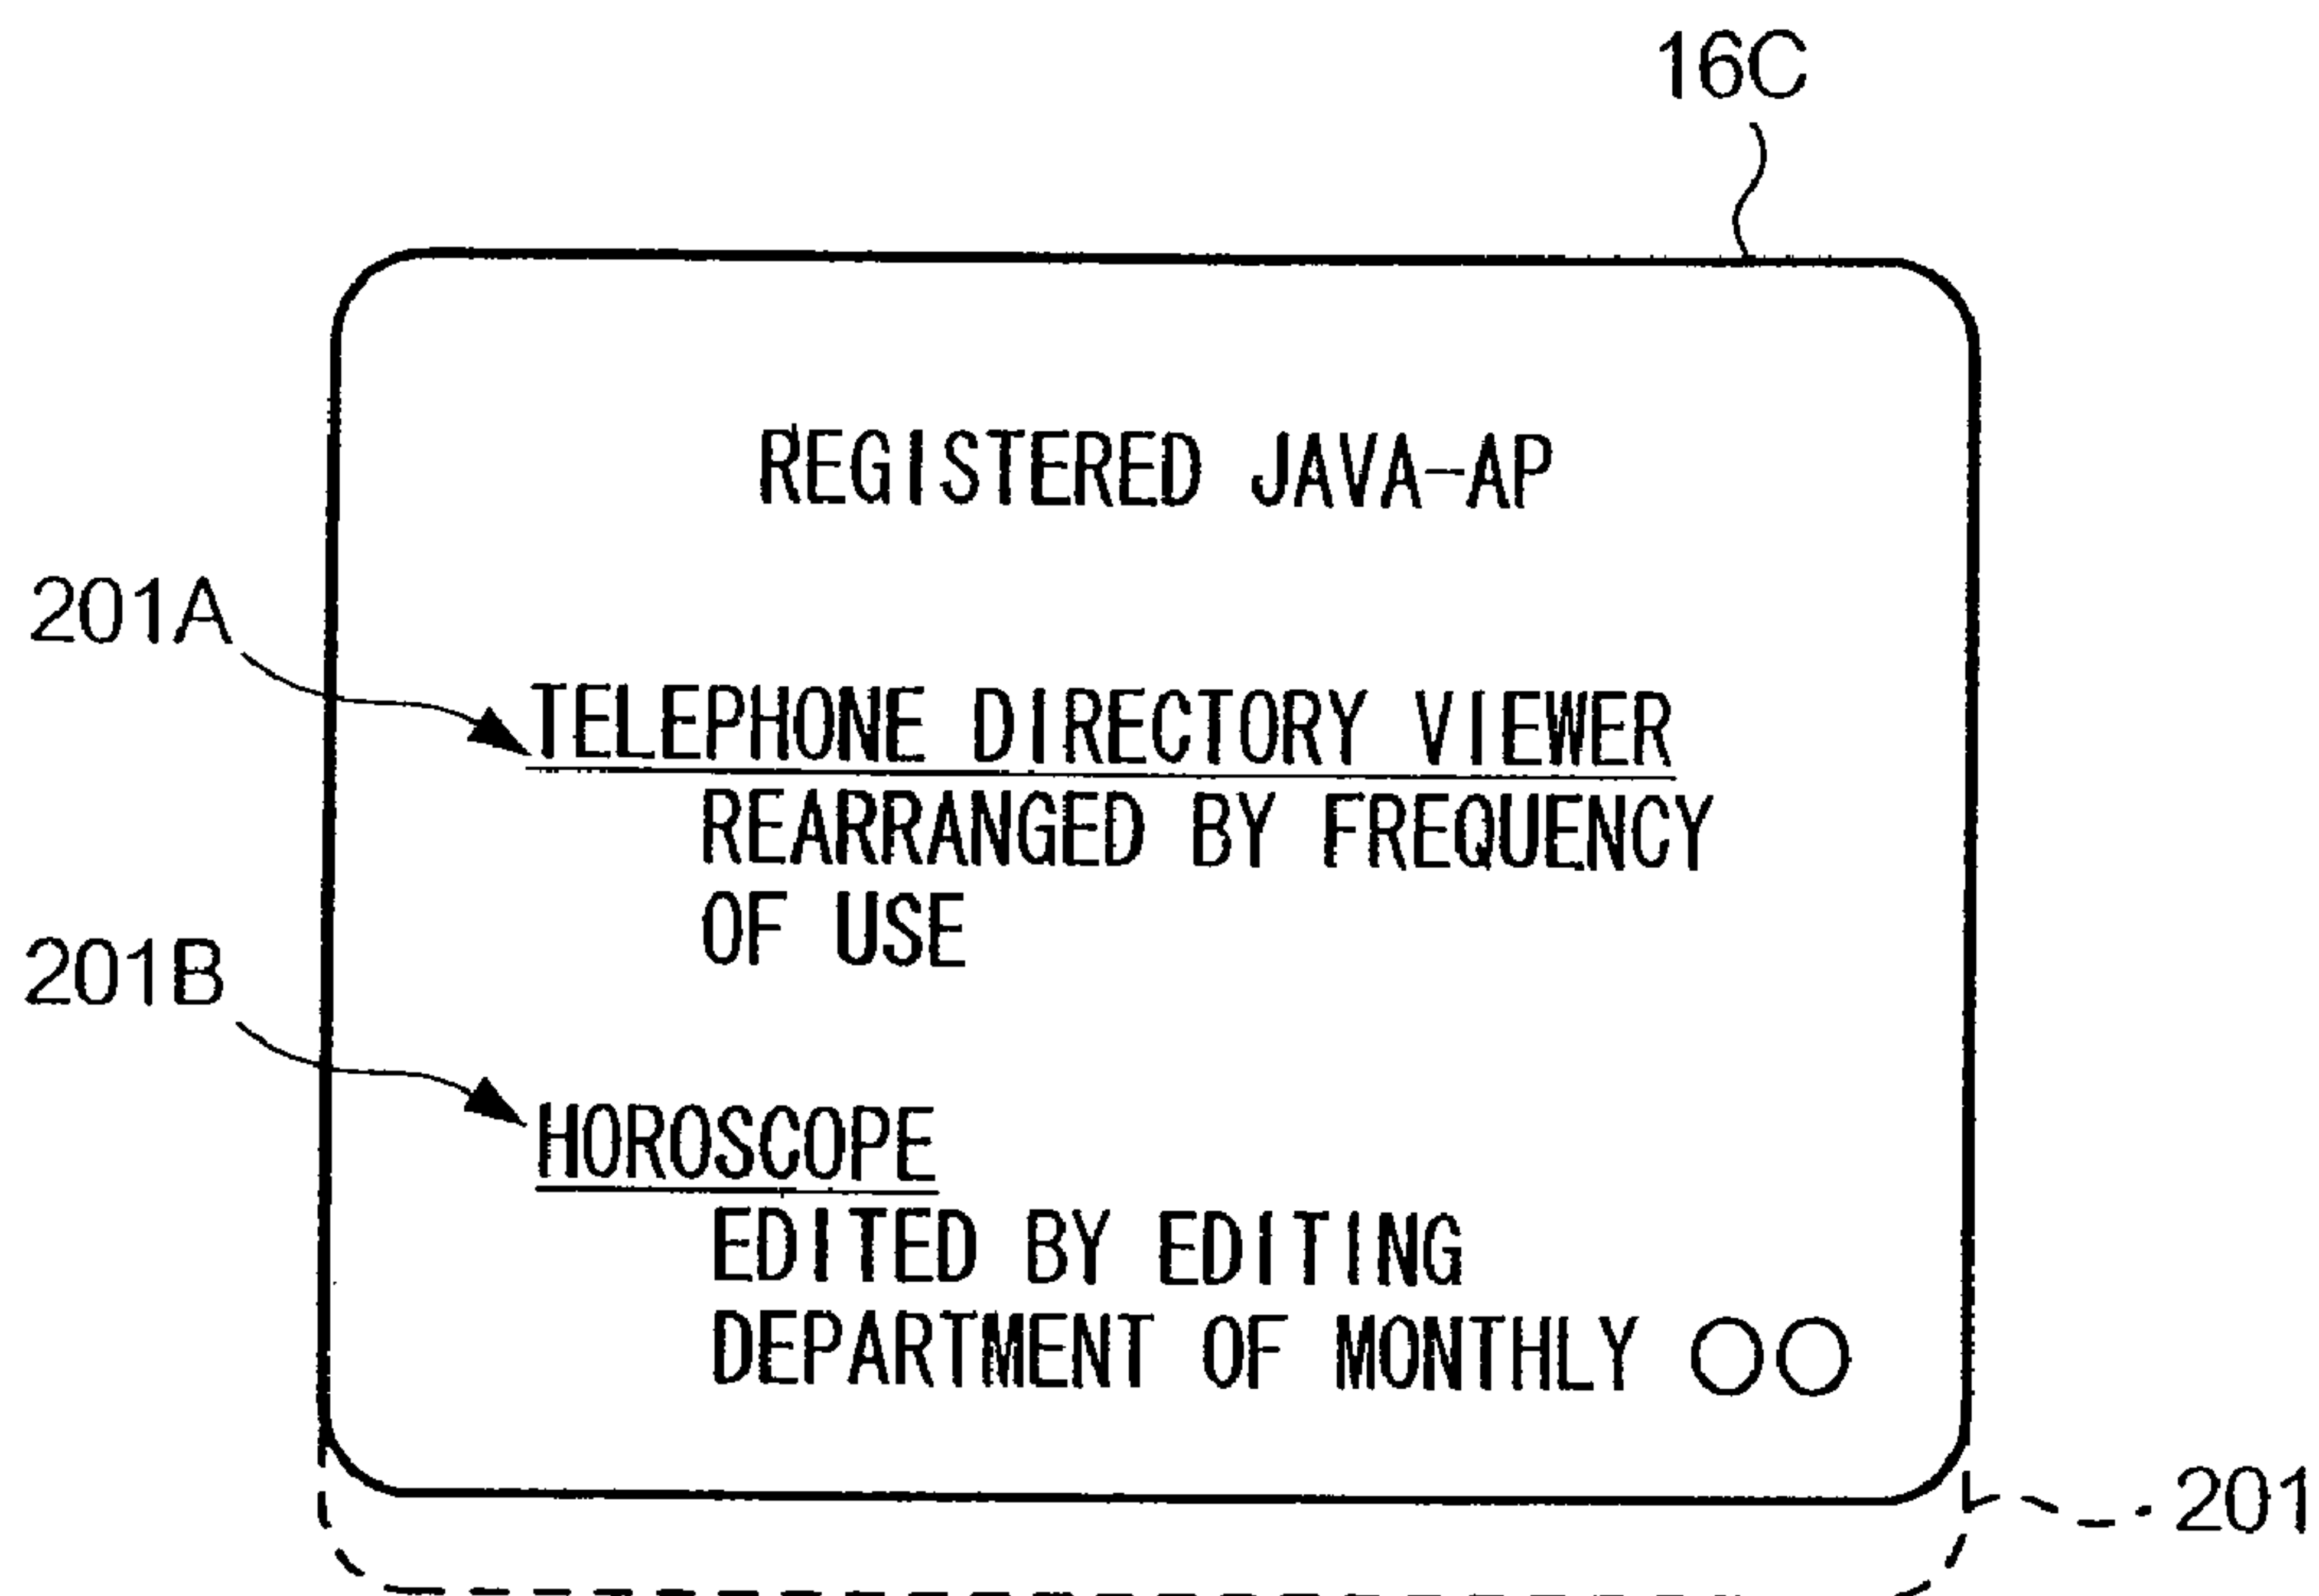 16C
REGISTERED JAVA-AP
201A
TELEPHONE DIRECTORY VIEWER
REARRANGED BY FREQUENCY
OF USE
201B
HOROSCOPE
EDITED BY EDITING
DEPARTMENT OF MONTHLY ○○
201